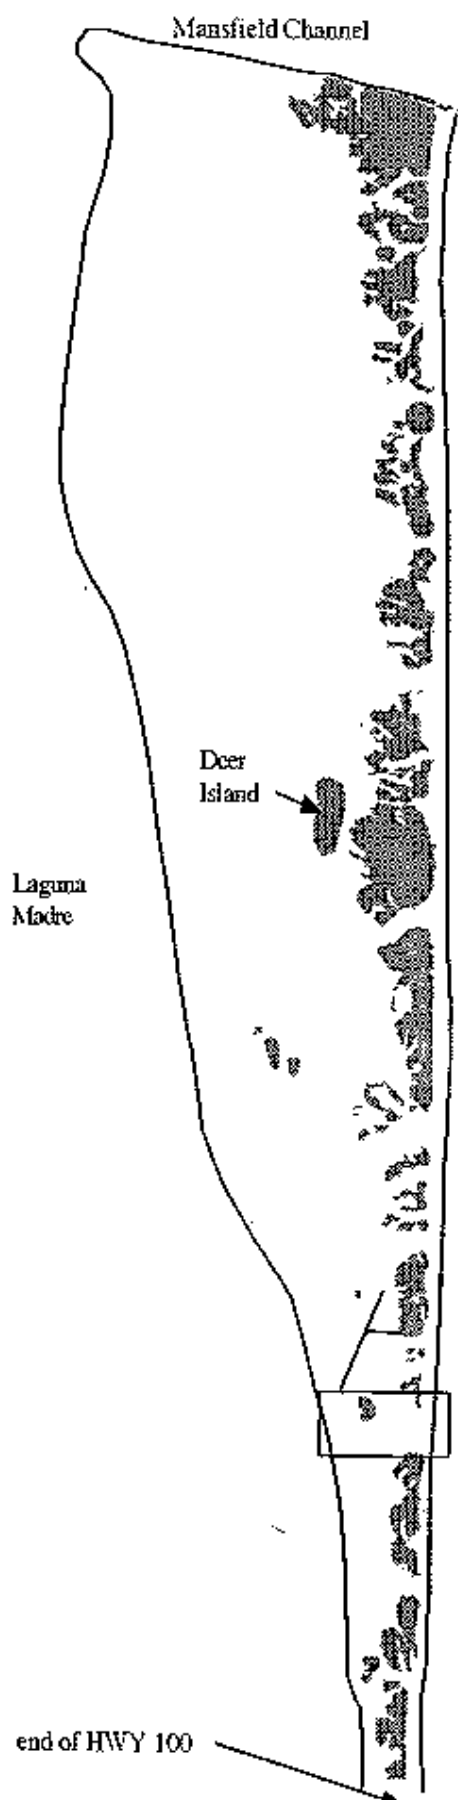 Mansfield Channel
Deer
Island
Laguna
Madre
end of HWY 100